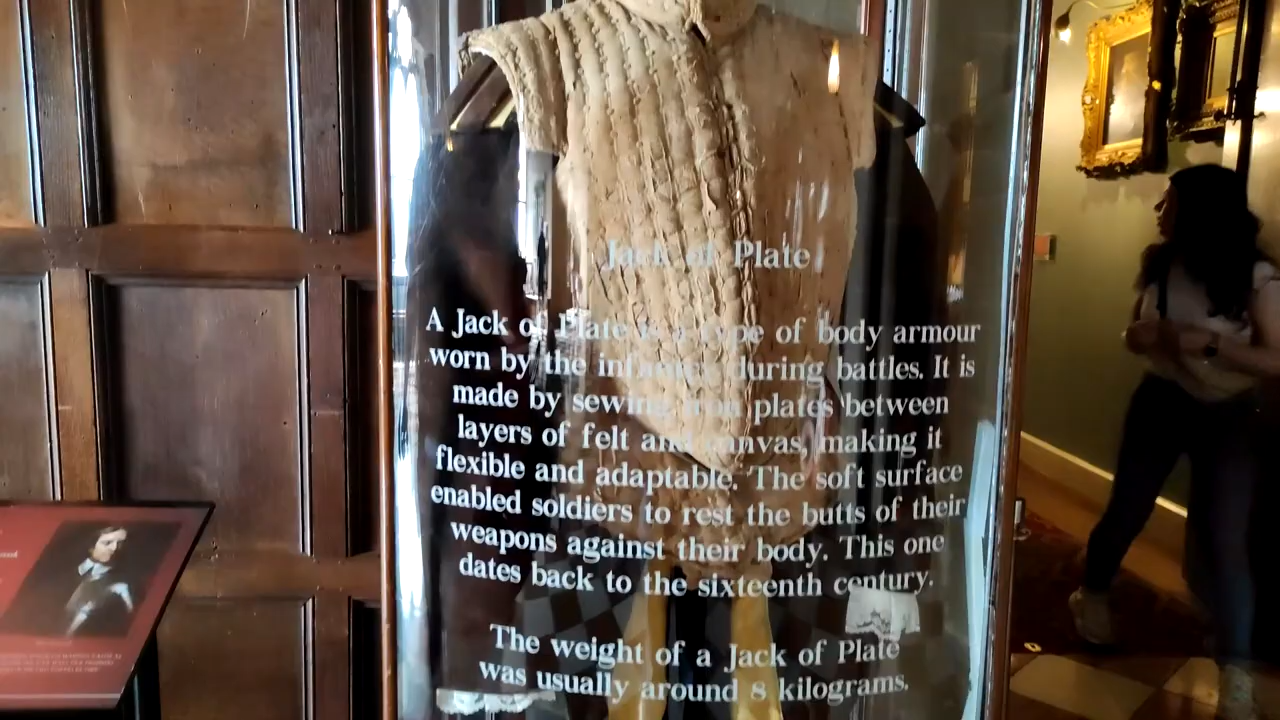 Jack of Plate
A Jack of Plate is a type of body armour
worn by the infantry during battles. It is
made by sewing iron plates between
layers of felt and canvas, making it
flexible and adaptable. The soft surface
enabled soldiers to rest the butts of their
weapons against their body. This one
dates back to the sixteenth century.
The weight of a Jack of Plate
was usually around 8 kilograms.